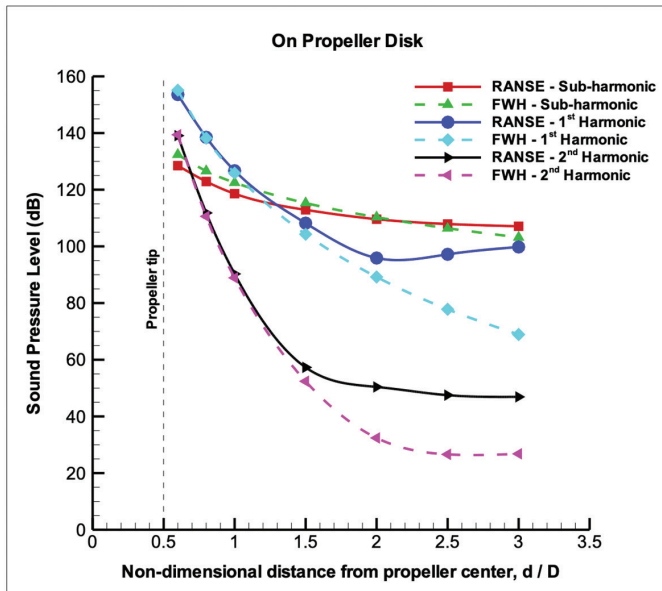 On Propeller Disk
160
140
120
100
80
60
40
20
0
Sound Pressure Level (dB)
Propeller tip
RANSE - Sub-harmonic
FWH - Sub-harmonic
RANSE - 1st Harmonic
FWH - 1st Harmonic
RANSE - 2nd Harmonic
FWH - 2nd Harmonic
0 0.5 1 1.5 2 2.5 3 3.5
Non-dimensional distance from propeller center, d / D